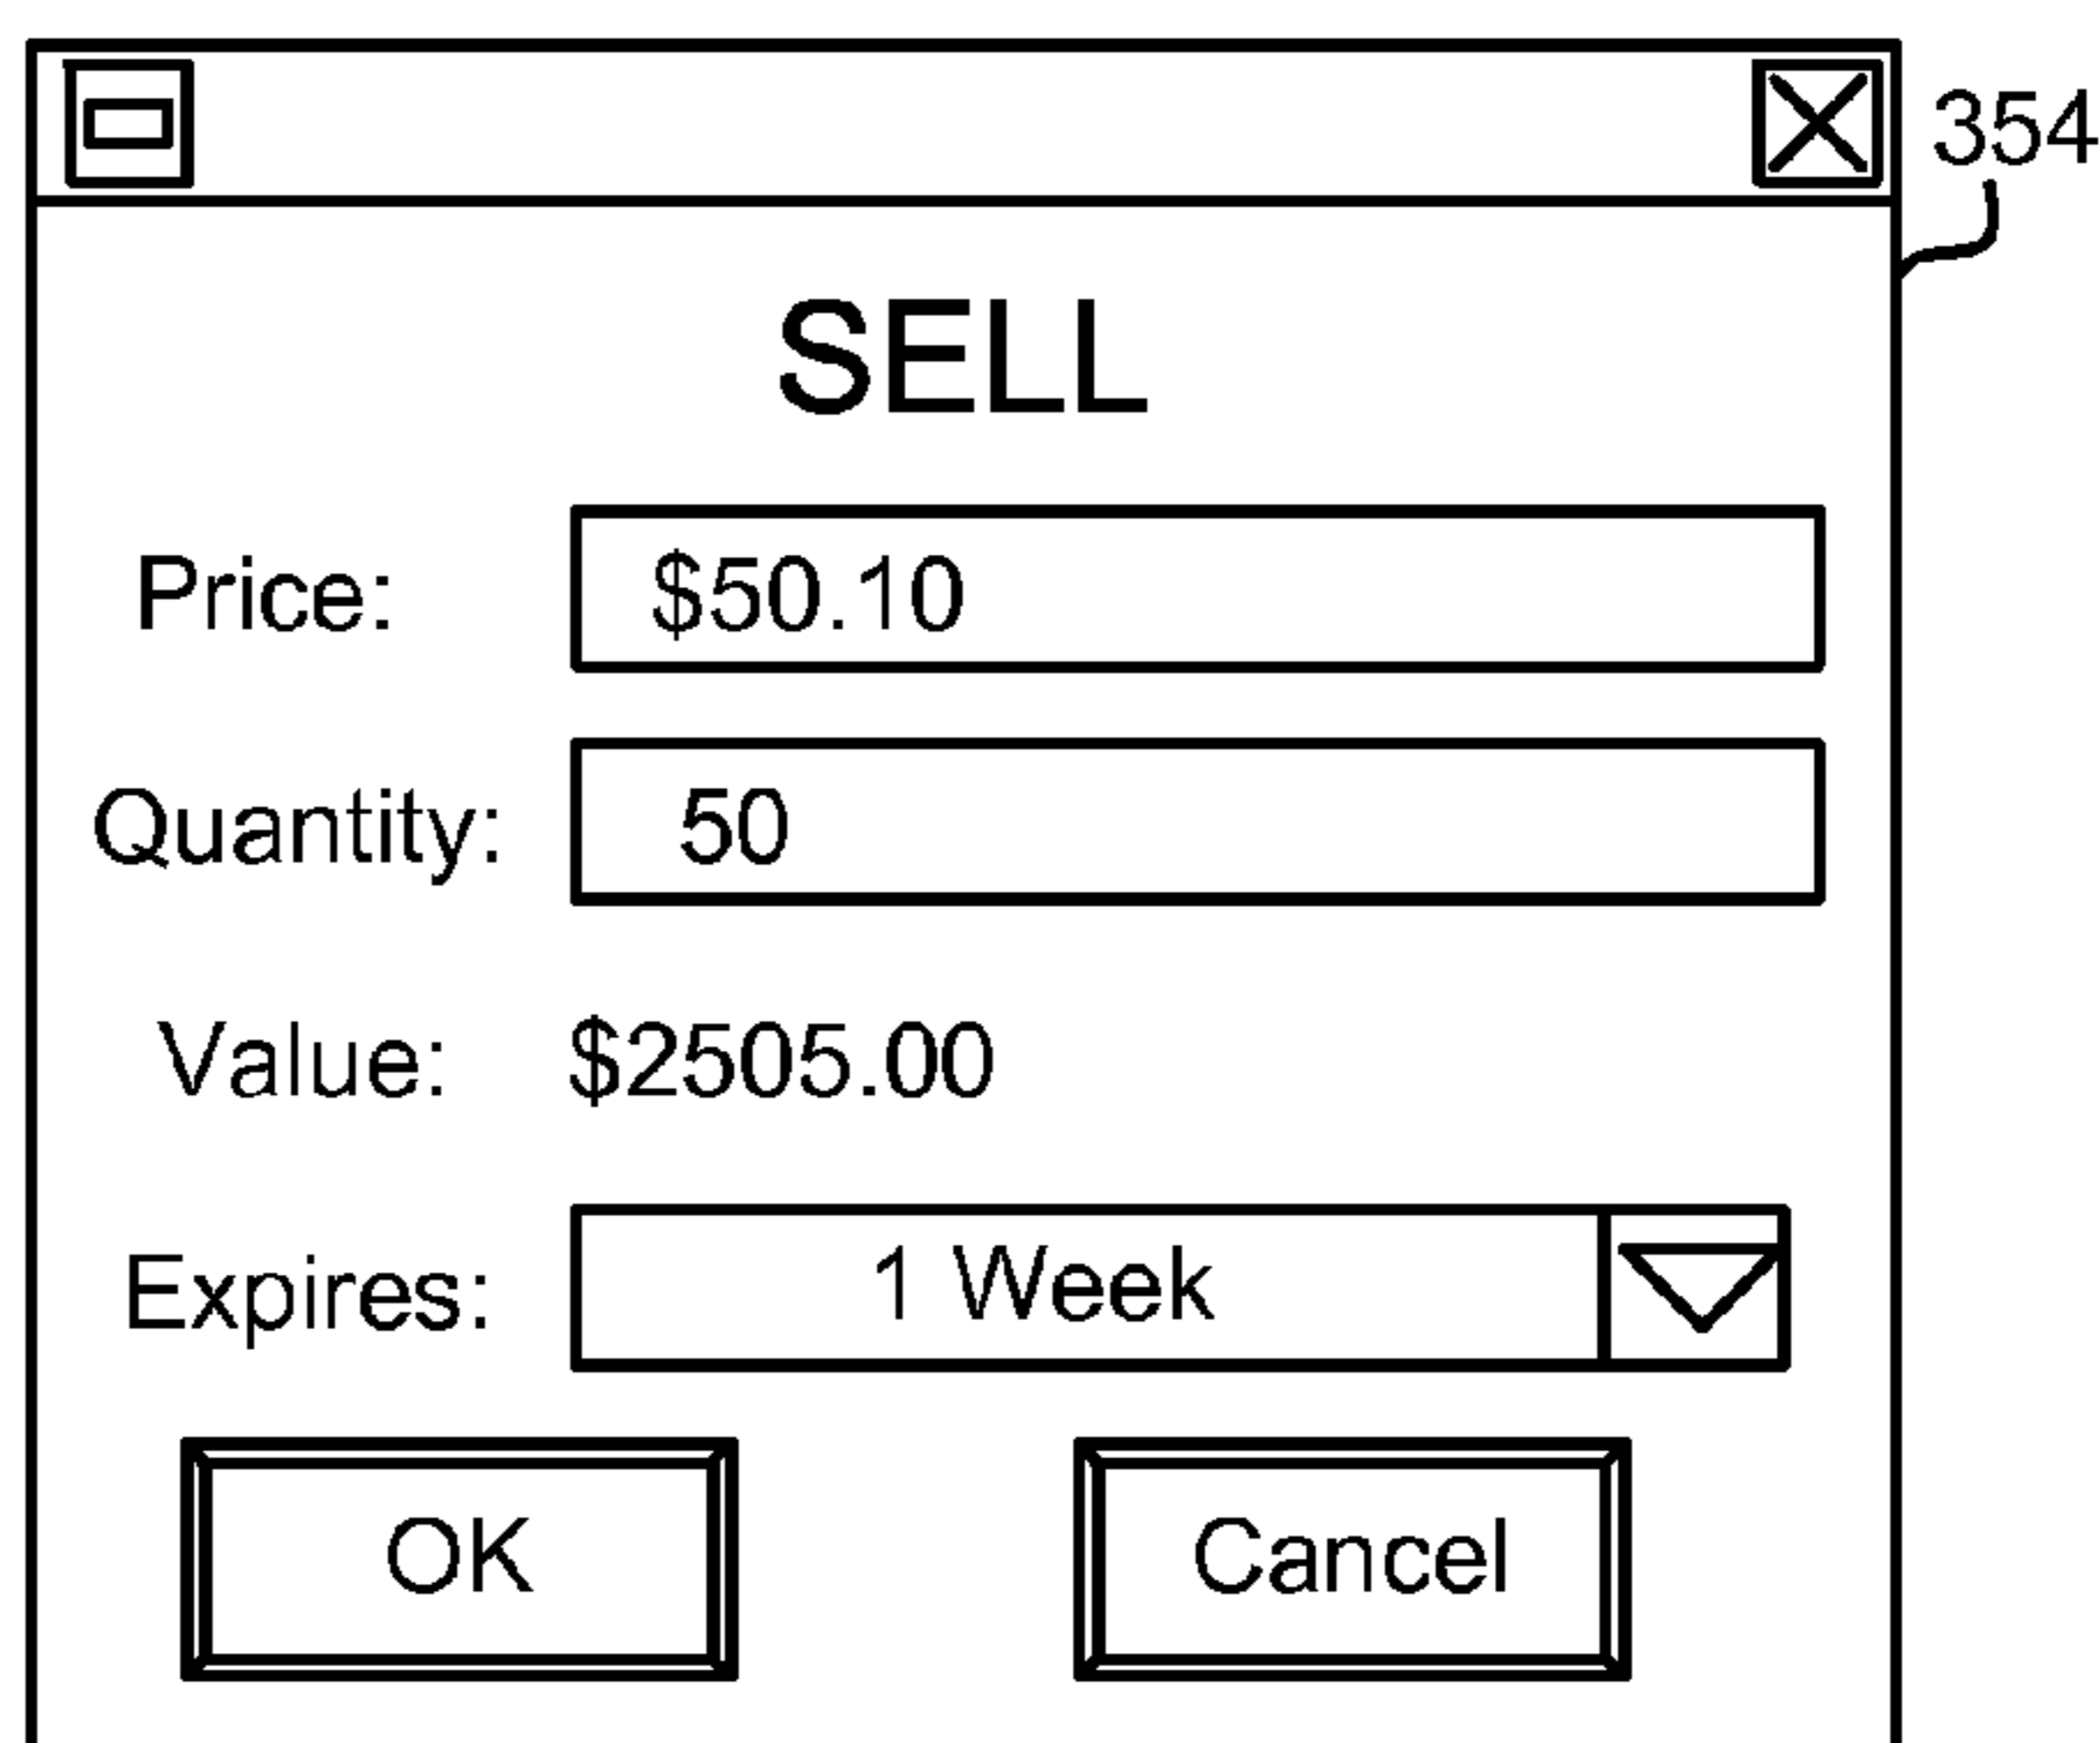 354
SELL
Price: $50.10
Quantity: 50
Value: $2505.00
Expires: 1 Week
OK Cancel